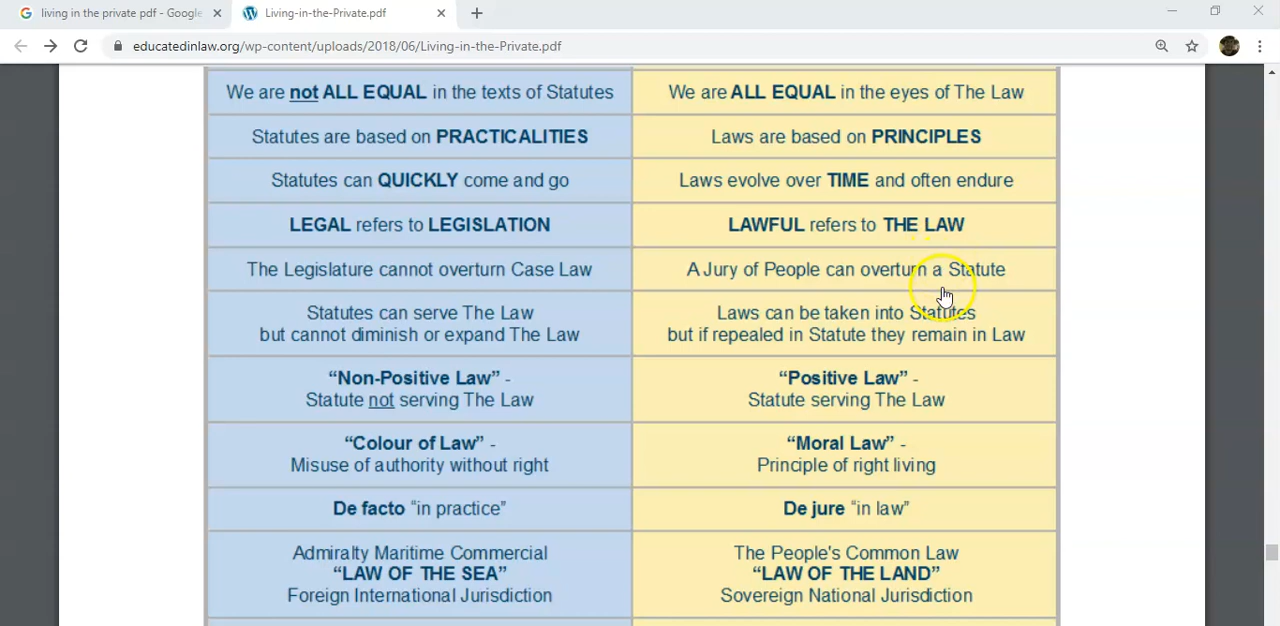 living in the private pdf - Google
Living-in-the-Private.pdf
educatedinlaw.org/wp-content/uploads/2018/06/Living-in-the-Private.pdf
We are not ALL EQUAL in the texts of Statutes
We are ALL EQUAL in the eyes of The Law
Statutes are based on PRACTICALITIES
Laws are based on PRINCIPLES
Statutes can QUICKLY come and go
Laws evolve over TIME and often endure
LEGAL refers to LEGISLATION
LAWFUL refers to THE LAW
The Legislature cannot overturn Case Law
A Jury of People can overturn a Statute
Statutes can serve The Law
but cannot diminish or expand The Law
Laws can be taken into Statutes
but if repealed in Statute they remain in Law
“Non-Positive Law” -
Statute not serving The Law
“Positive Law” -
Statute serving The Law
“Colour of Law” -
Misuse of authority without right
“Moral Law” -
Principle of right living
De facto “in practice”
De jure “in law”
Admiralty Maritime Commercial
“LAW OF THE SEA”
Foreign International Jurisdiction
The People's Common Law
“LAW OF THE LAND”
Sovereign National Jurisdiction